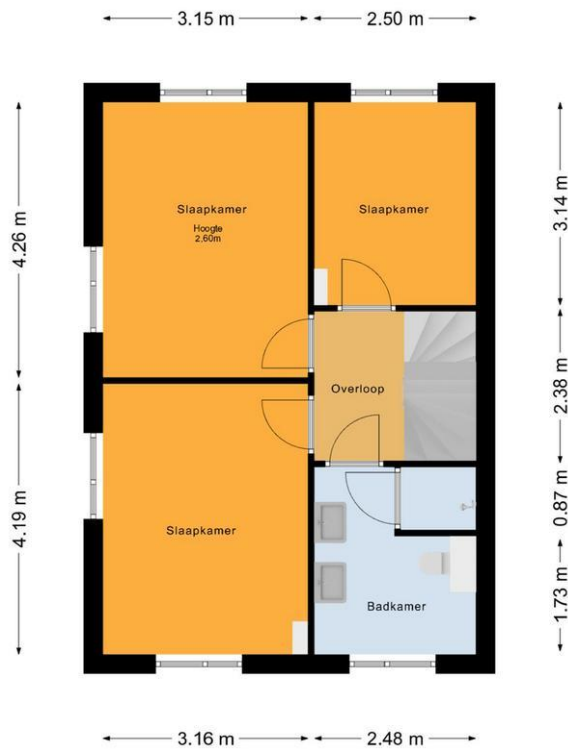 3.15 m
2.50 m
4.26 m
3.14 m
Slaapkamer
Hoogte
2,60m
Slaapkamer
Overloop
2.38 m
4.19 m
Slaapkamer
0.87 m
Badkamer
1.73 m
3.16 m
2.48 m